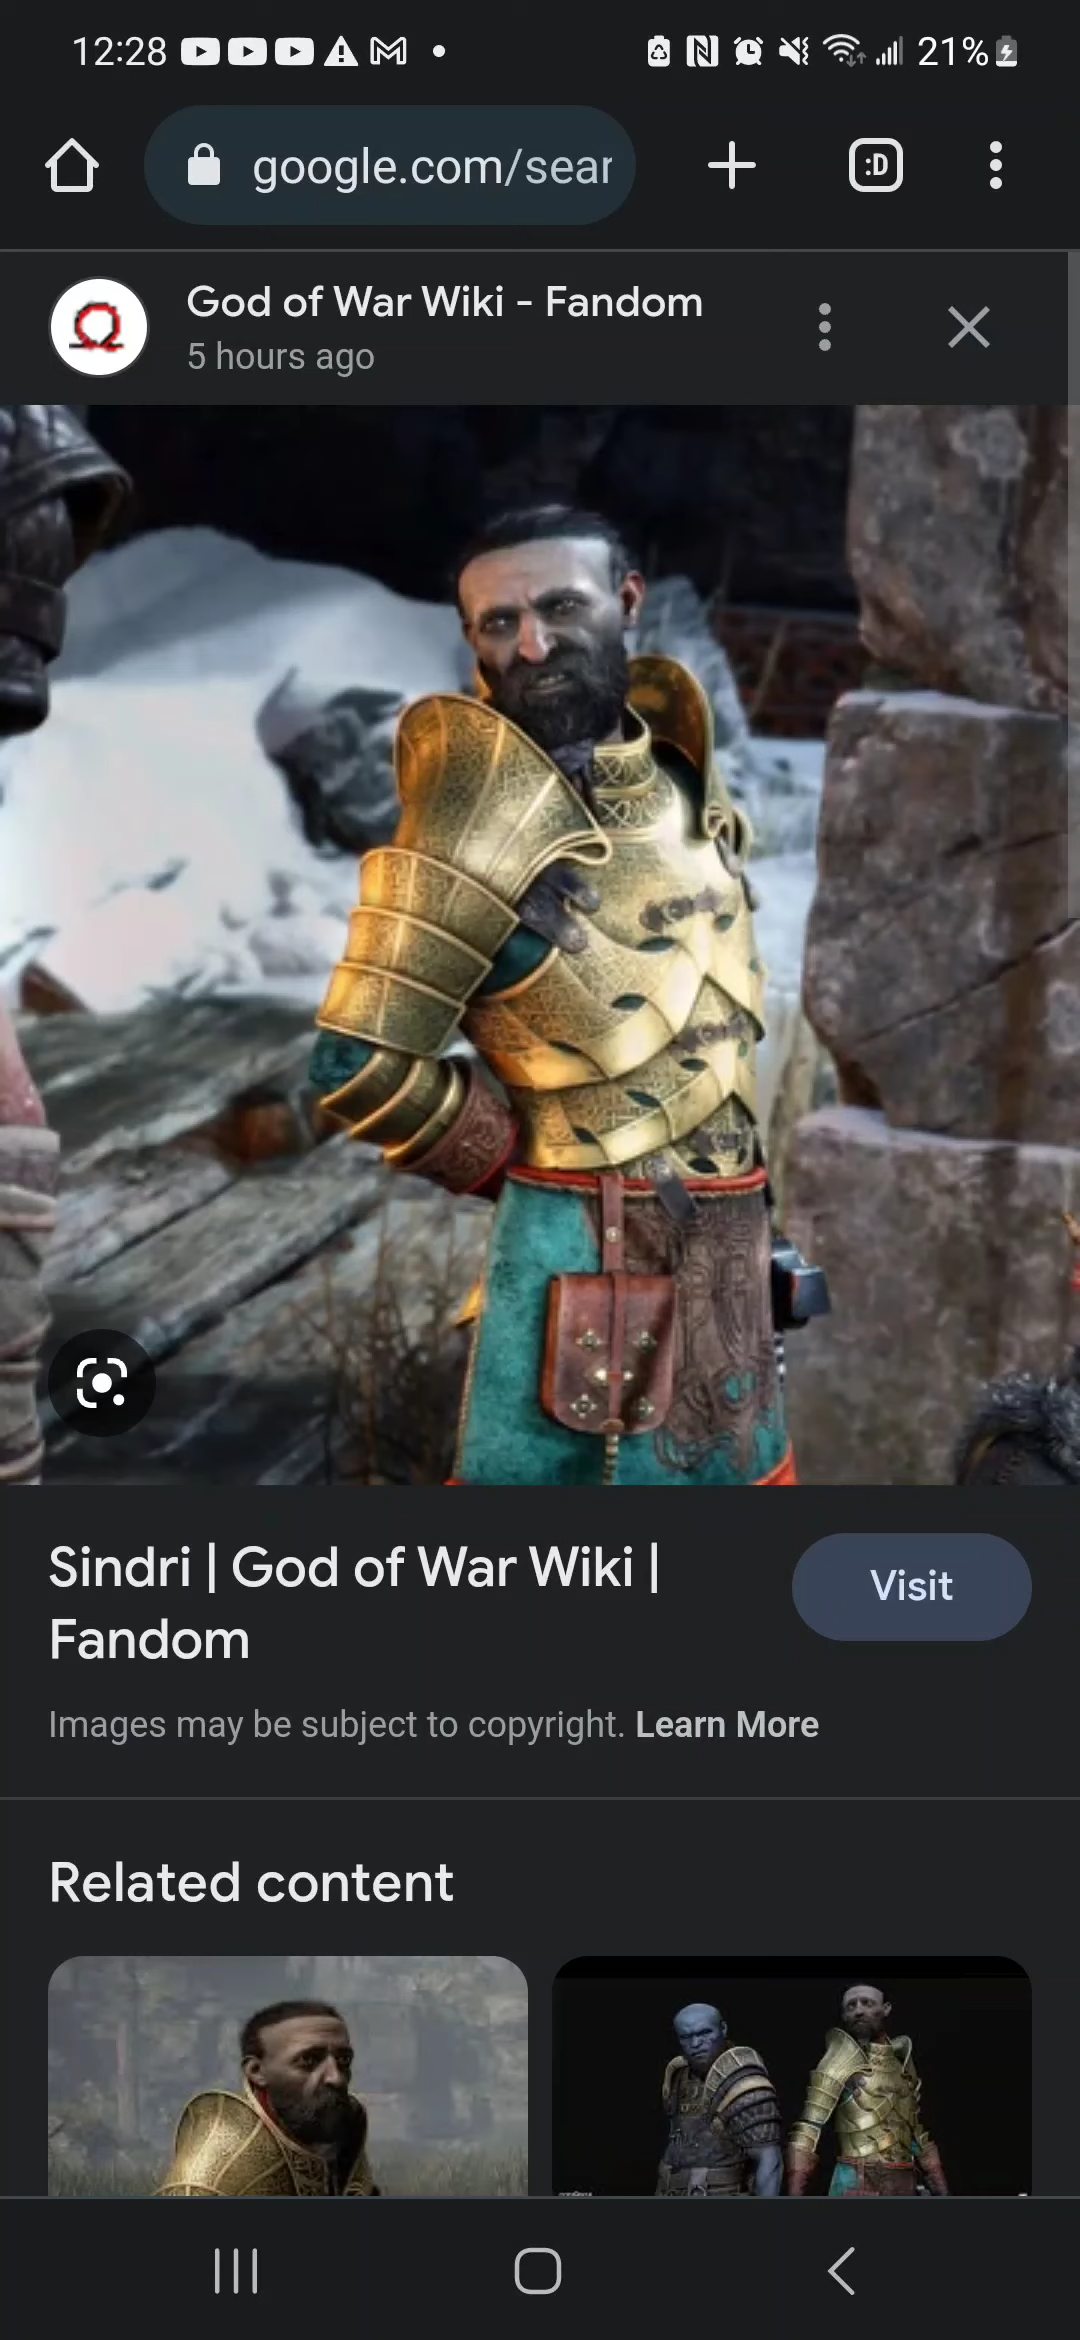 12:28
21%
google.com/sear
:D
God of War Wiki - Fandom
5 hours ago
Sindri | God of War Wiki |
Fandom
Visit
Images may be subject to copyright. Learn More
Related content